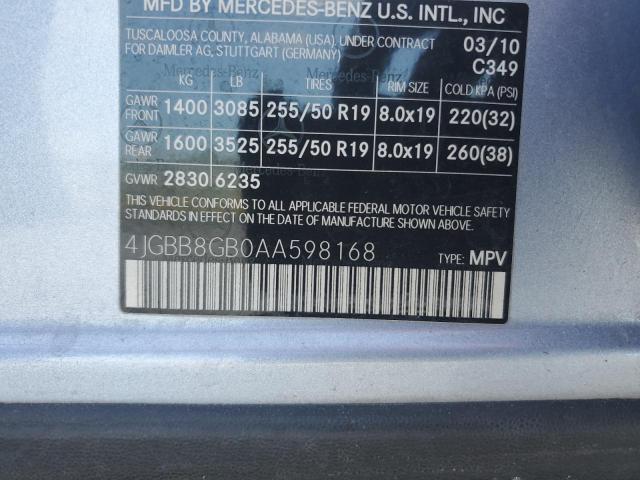 MFD BY MERCEDES-BENZ U.S. INTL., INC
TUSCALOOSA COUNTY, ALABAMA (USA). UNDER CONTRACT 03/10
FOR DAIMLER AG, STUTTGART (GERMANY) C349
KG LB TIRES RIM SIZE COLD KPA (PSI)
GAWR FRONT 1400 3085 255/50 R19 8.0x19 220(32)
GAWR REAR 1600 3525 255/50 R19 8.0x19 260(38)
GVWR 2830 6235
THIS VEHICLE CONFORMS TO ALL APPLICABLE FEDERAL MOTOR VEHICLE SAFETY
STANDARDS IN EFFECT ON THE DATE OF MANUFACTURE SHOWN ABOVE.
4JGBB8GB0AA598168 TYPE: MPV